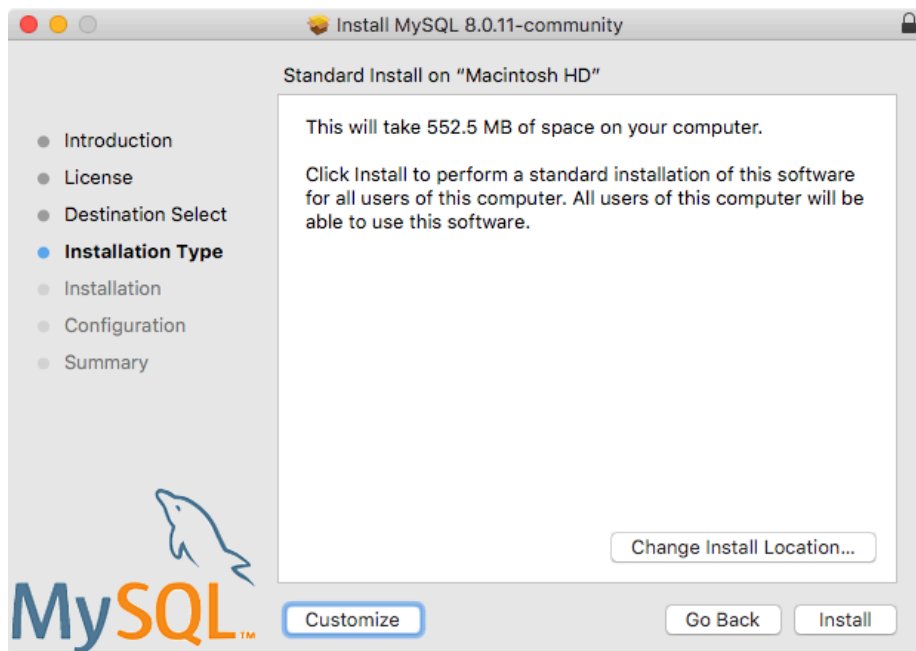 Install MySQL 8.0.11-community
Standard Install on “Macintosh HD”
Introduction
License
Destination Select
Installation Type
Installation
Configuration
Summary
This will take 552.5 MB of space on your computer.
Click Install to perform a standard installation of this software
for all users of this computer. All users of this computer will be
able to use this software.
Change Install Location...
MySQL™
Customize
Go Back
Install